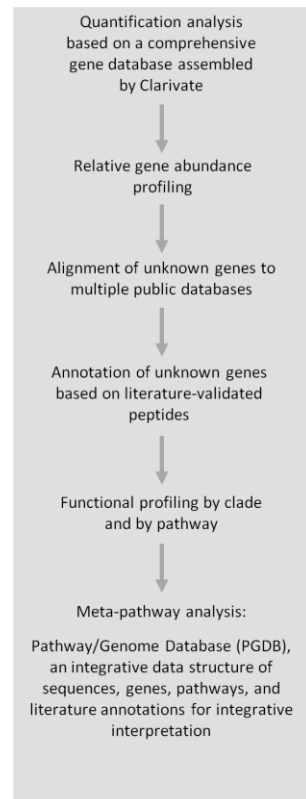 Quantification analysis
based on a comprehensive
gene database assembled
by Clarivate
Relative gene abundance
profiling
Alignment of unknown genes to
multiple public databases
Annotation of unknown genes
based on literature-validated
peptides
Functional profiling by clade
and by pathway
Meta-pathway analysis:
Pathway/Genome Database (PGDB),
an integrative data structure of
sequences, genes, pathways, and
literature annotations for integrative
interpretation